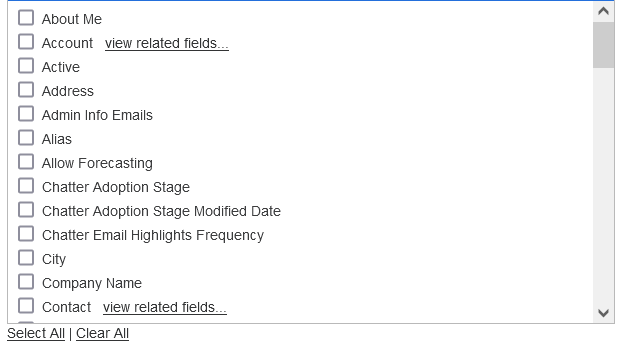 About Me
Account view related fields...
Active
Address
Admin Info Emails
Alias
Allow Forecasting
Chatter Adoption Stage
Chatter Adoption Stage Modified Date
Chatter Email Highlights Frequency
City
Company Name
Contact view related fields...
Select All | Clear All